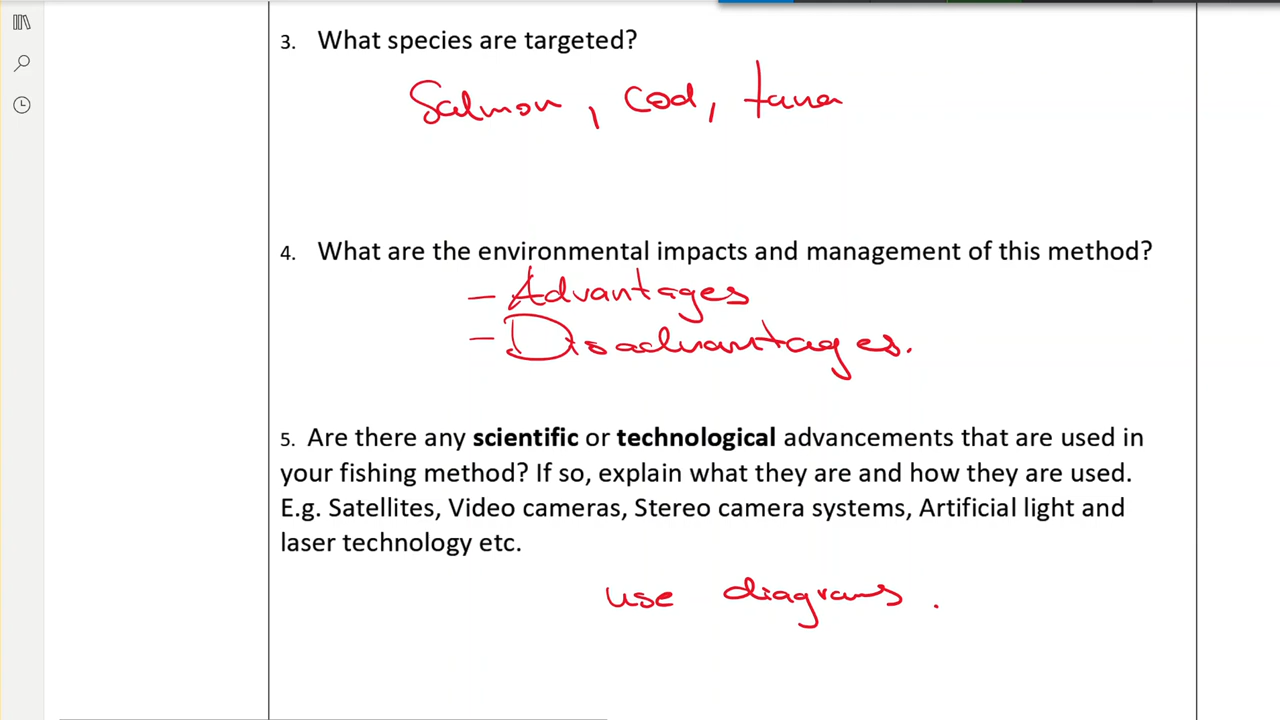 3. What species are targeted?
Salmon, cod, tuna
4. What are the environmental impacts and management of this method?
- Advantages
- Disadvantages.
5. Are there any scientific or technological advancements that are used in
your fishing method? If so, explain what they are and how they are used.
E.g. Satellites, Video cameras, Stereo camera systems, Artificial light and
laser technology etc.
use diagrams.